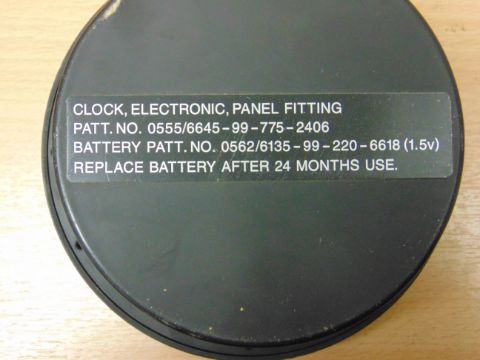 CLOCK, ELECTRONIC, PANEL FITTING
PATT. NO. 0555/6645-99-775-2406
BATTERY PATT. NO. 0562/6135-99-220-6618 (1.5v)
REPLACE BATTERY AFTER 24 MONTHS USE.